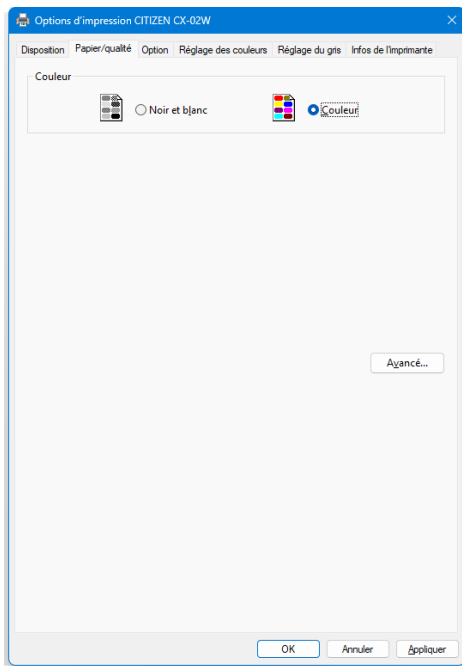 Options d'impression CITIZEN CX-02W
Disposition Papier/qualité Option Réglage des couleurs Réglage du gris Infos de l'imprimante
Couleur
Noir et blanc Couleur
Avancé...
OK Annuler Appliquer